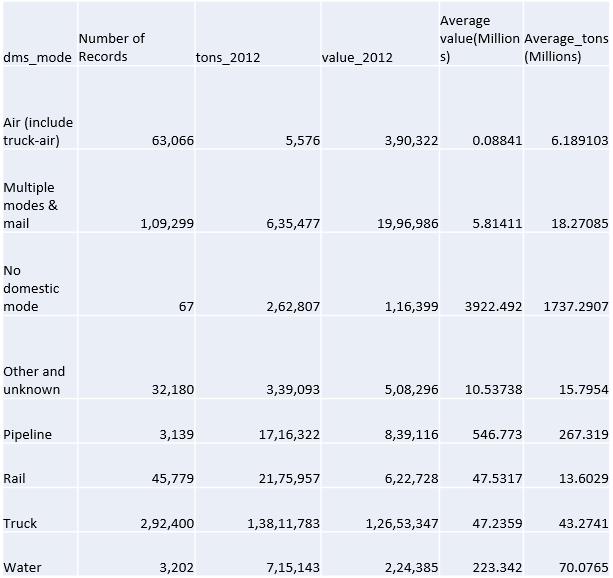 dms_mode Number of Records tons_2012 value_2012 Average value(Millions) Average_tons (Millions)
Air (include truck-air) 63,066 5,576 3,90,322 0.08841 6.189103
Multiple modes & mail 1,09,299 6,35,477 19,96,986 5.81411 18.27085
No domestic mode 67 2,62,807 1,16,399 3922.492 1737.2907
Other and unknown 32,180 3,39,093 5,08,296 10.53738 15.7954
Pipeline 3,139 17,16,322 8,39,116 546.773 267.319
Rail 45,779 21,75,957 6,22,728 47.5317 13.6029
Truck 2,92,400 1,38,11,783 1,26,53,347 47.2359 43.2741
Water 3,202 7,15,143 2,24,385 223.342 70.0765